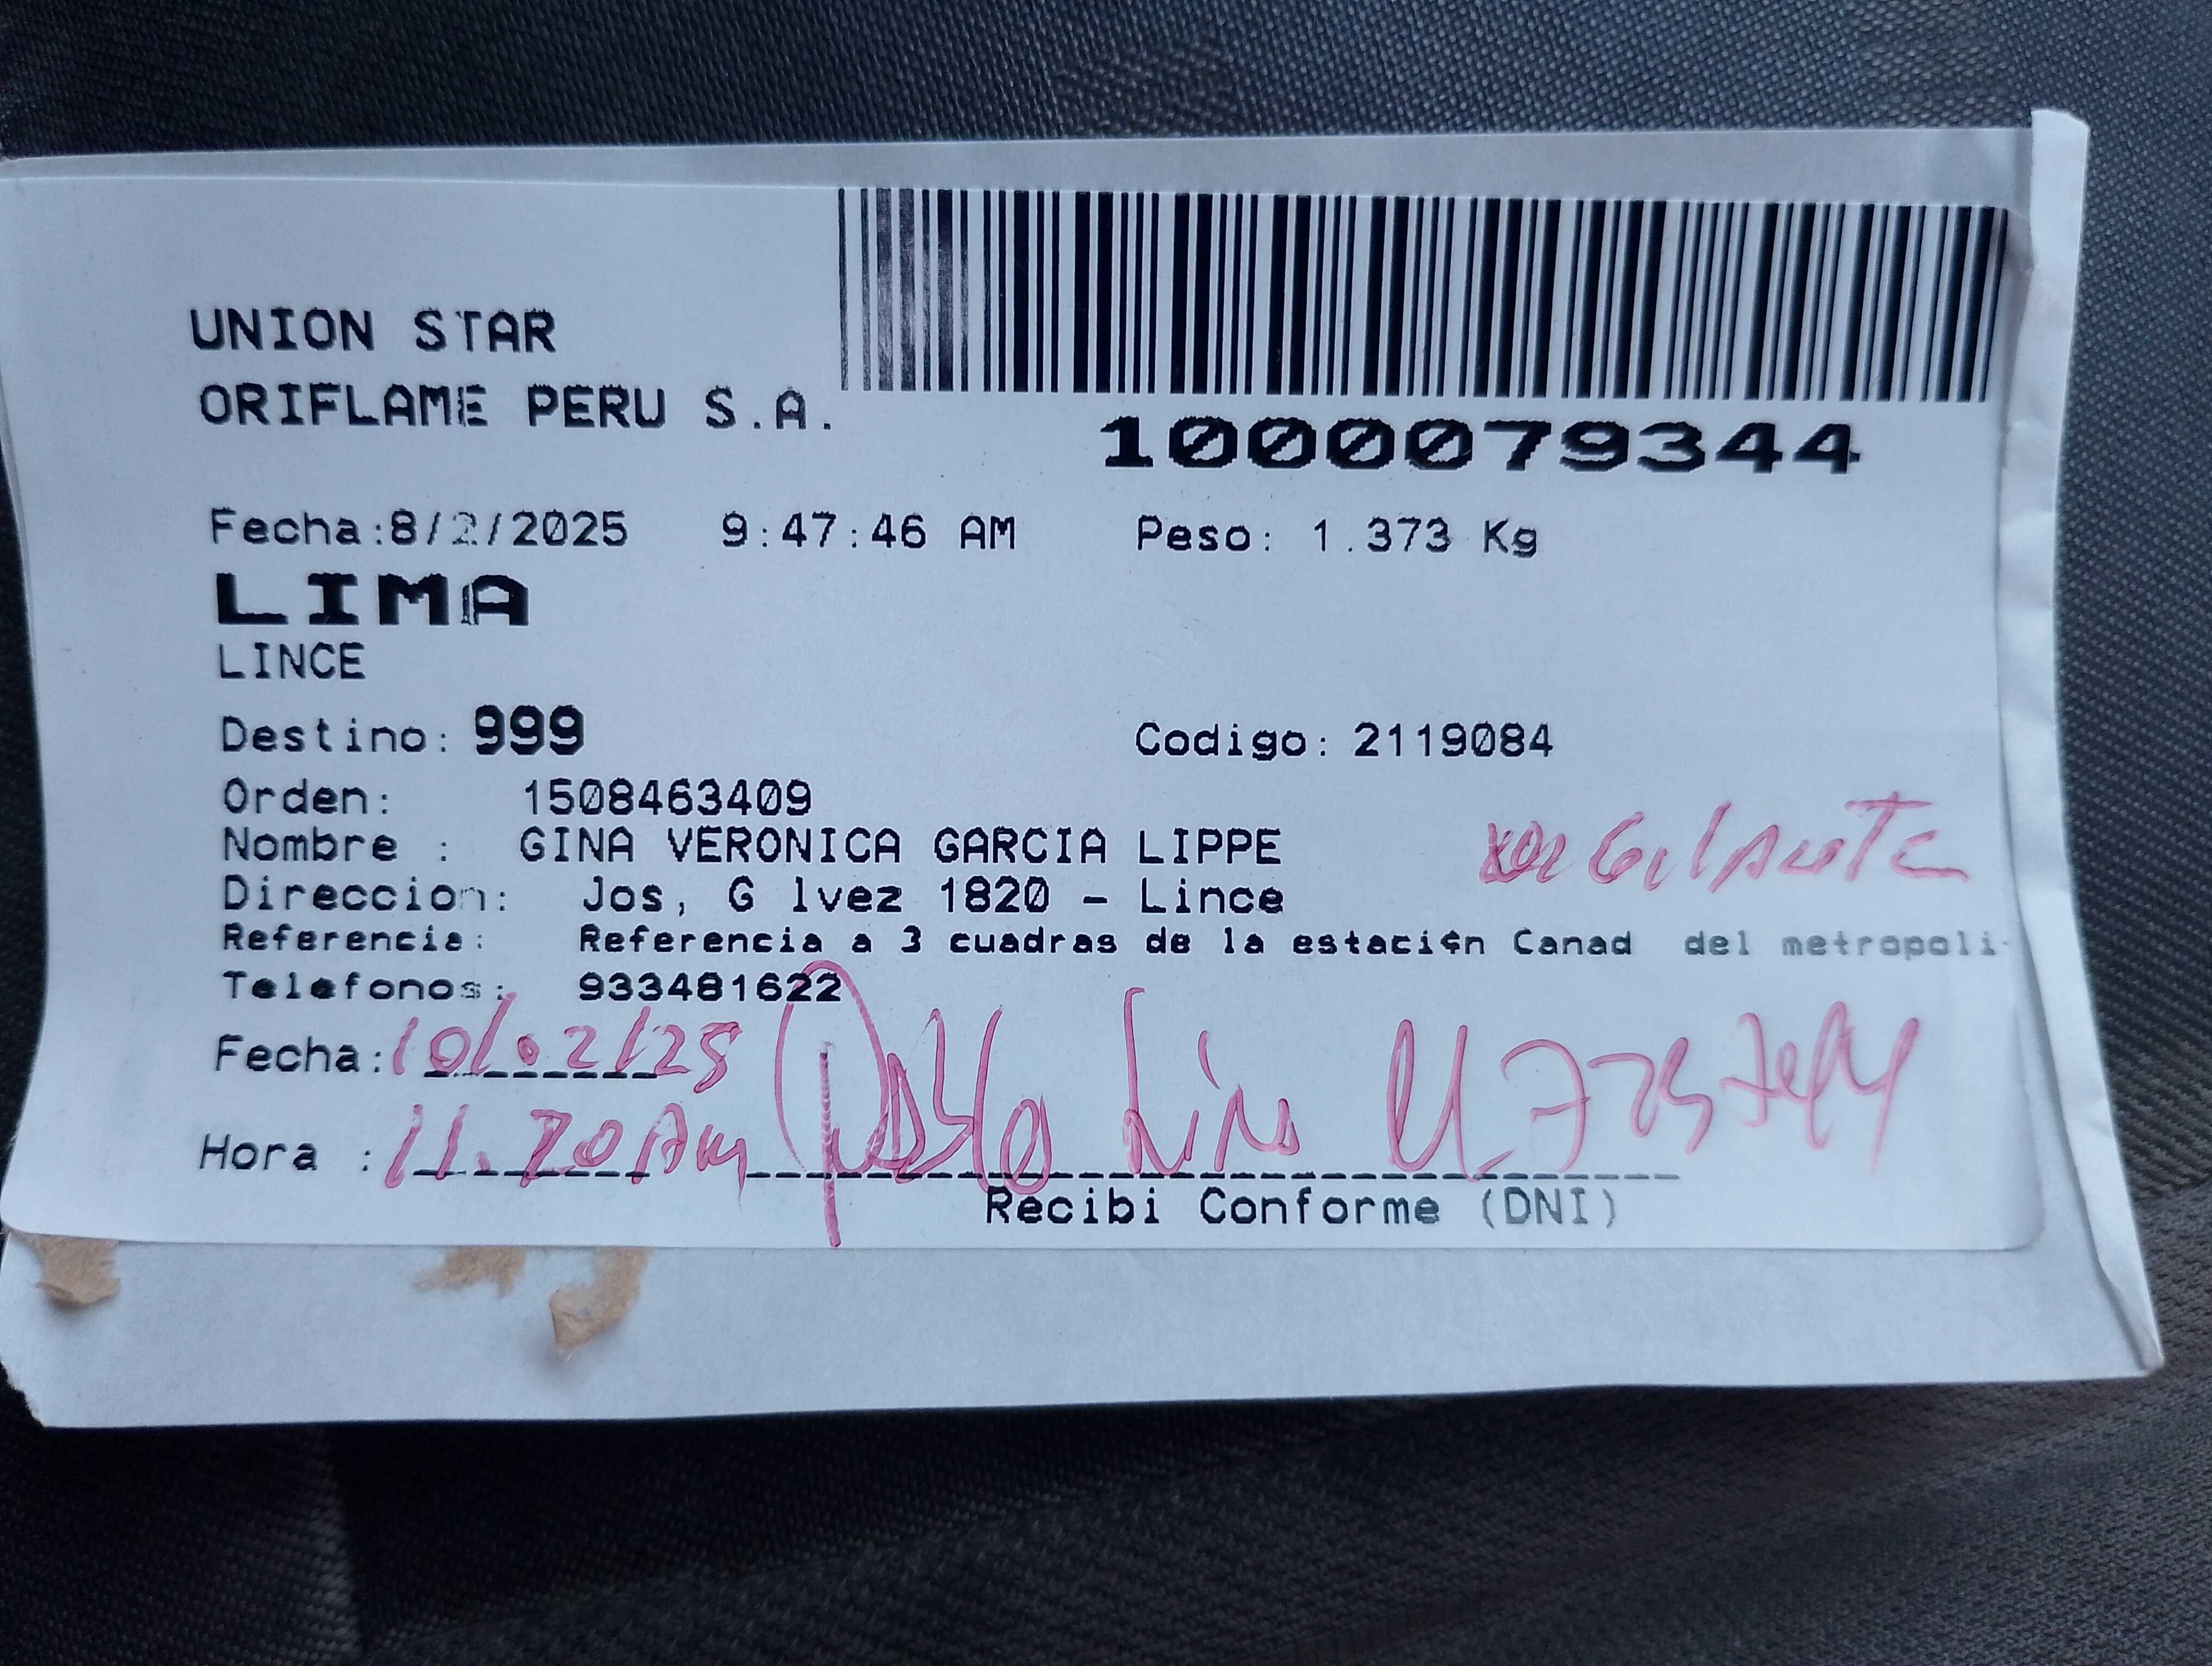 UNION STAR
ORIFLAME PERU S.A.
1000079344
Fecha:8/2/2025 9:47:46 AM Peso: 1.373 Kg
LIMA
LINCE
Destino: 999 Codigo: 2119084
Orden: 1508463409
Nombre : GINA VERONICA GARCIA LIPPE
Direccion: Jos, G lvez 1820 - Lince
Referencia: Referencia a 3 cuadras de la estaci¢n Canad del metropoli
Telefonos: 933481622
Fecha: 10/02/25
Hora : 11.20 AM
Recibi Conforme (DNI)